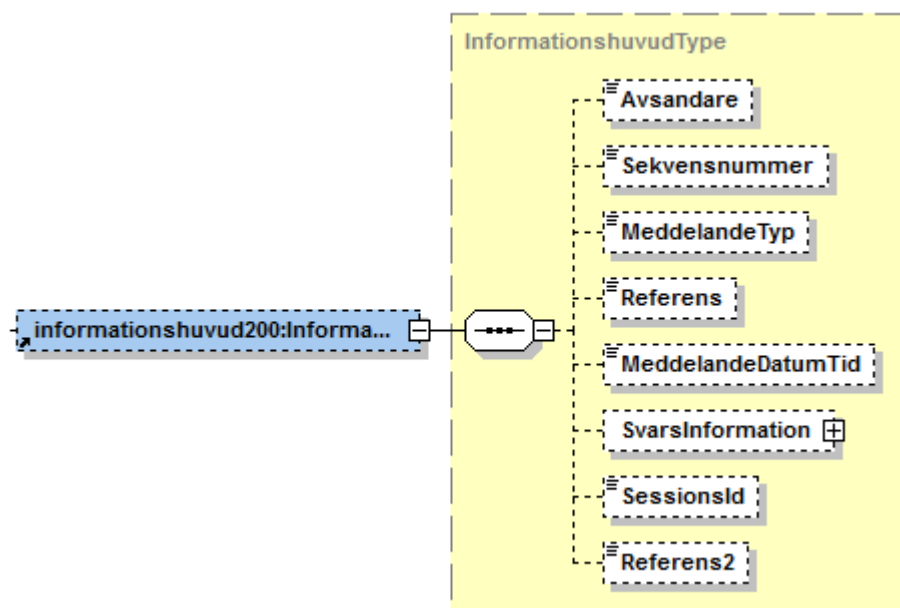 InformationshuvudType
Avsandare
Sekvensnummer
MeddelandeTyp
Referens
informationshuvud200:Informa...
MeddelandeDatumTid
SvarsInformation
SessionsId
Referens2